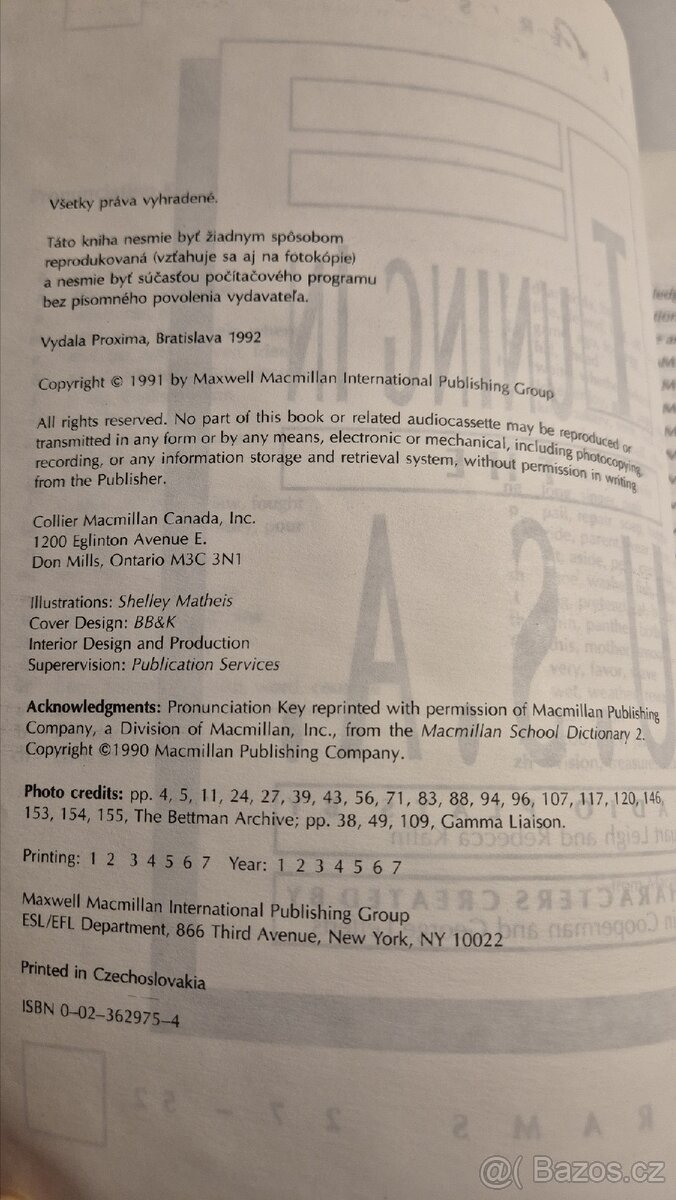 Všetky práva vyhradené.
Táto kniha nesmie byť žiadnym spôsobom
reprodukovaná (vzťahuje sa aj na fotokópie)
a nesmie byť súčasťou počítačového programu
bez písomného povolenia vydavateľa.
Vydala Proxima, Bratislava 1992
Copyright © 1991 by Maxwell Macmillan International Publishing Group
All rights reserved. No part of this book or related audiocassette may be reproduced or
transmitted in any form or by any means, electronic or mechanical, including photocopying,
recording, or any information storage and retrieval system, without permission in writing
from the Publisher.
Collier Macmillan Canada, Inc.
1200 Eglinton Avenue E.
Don Mills, Ontario M3C 3N1
Illustrations: Shelley Matheis
Cover Design: BB&K
Interior Design and Production
Superervision: Publication Services
Acknowledgments: Pronunciation Key reprinted with permission of Macmillan Publishing
Company, a Division of Macmillan, Inc., from the Macmillan School Dictionary 2.
Copyright ©1990 Macmillan Publishing Company.
Photo credits: pp. 4, 5, 11, 24, 27, 39, 43, 56, 71, 83, 88, 94, 96, 107, 117, 120, 146,
153, 154, 155, The Bettman Archive; pp. 38, 49, 109, Gamma Liaison.
Printing: 1 2 3 4 5 6 7 Year: 1 2 3 4 5 6 7
Maxwell Macmillan International Publishing Group
ESL/EFL Department, 866 Third Avenue, New York, NY 10022
Printed in Czechoslovakia
ISBN 0-02-362975-4
TUNING IN
USA
CHARACTERS CREATED BY
RAMS 27-52
Bazos.cz